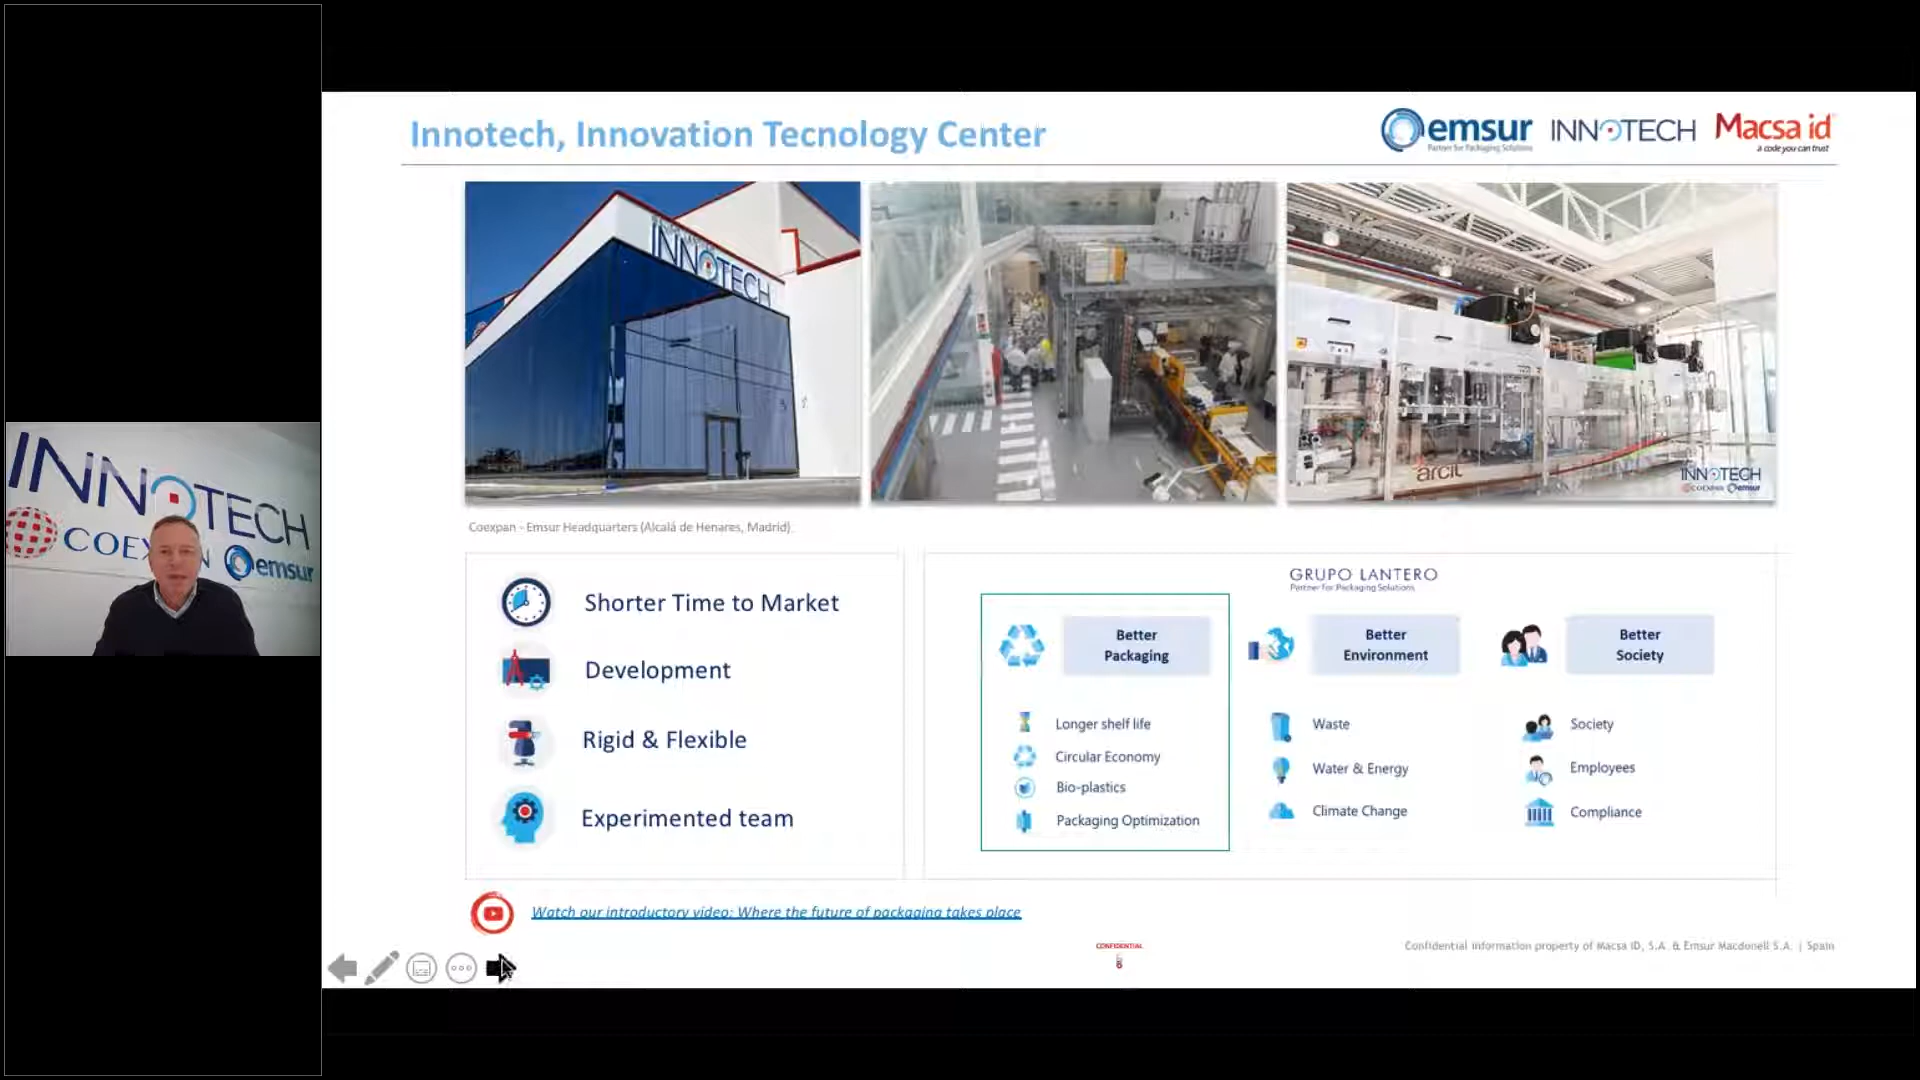 Innotech, Innovation Tecnology Center
emsur
Partner for Packaging Solutions
INNOTECH
Macsa id
a code you can trust
INNOTECH
arcil
INNOTECH
COEXPAN emsur
Coexpan - Emsur Headquarters (Alcalá de Henares, Madrid).
INNOTECH
COEXPAN emsur
Shorter Time to Market
Development
Rigid & Flexible
Experimented team
GRUPO LANTERO
Partner for Packaging Solutions
Better
Packaging
Longer shelf life
Circular Economy
Bio-plastics
Packaging Optimization
Better
Environment
Waste
Water & Energy
Climate Change
Better
Society
Society
Employees
Compliance
Watch our introductory video: Where the future of packaging takes place
CONFIDENTIAL
Confidential information property of Macsa ID, S.A. & Emsur Macdonell S.A. | Spain